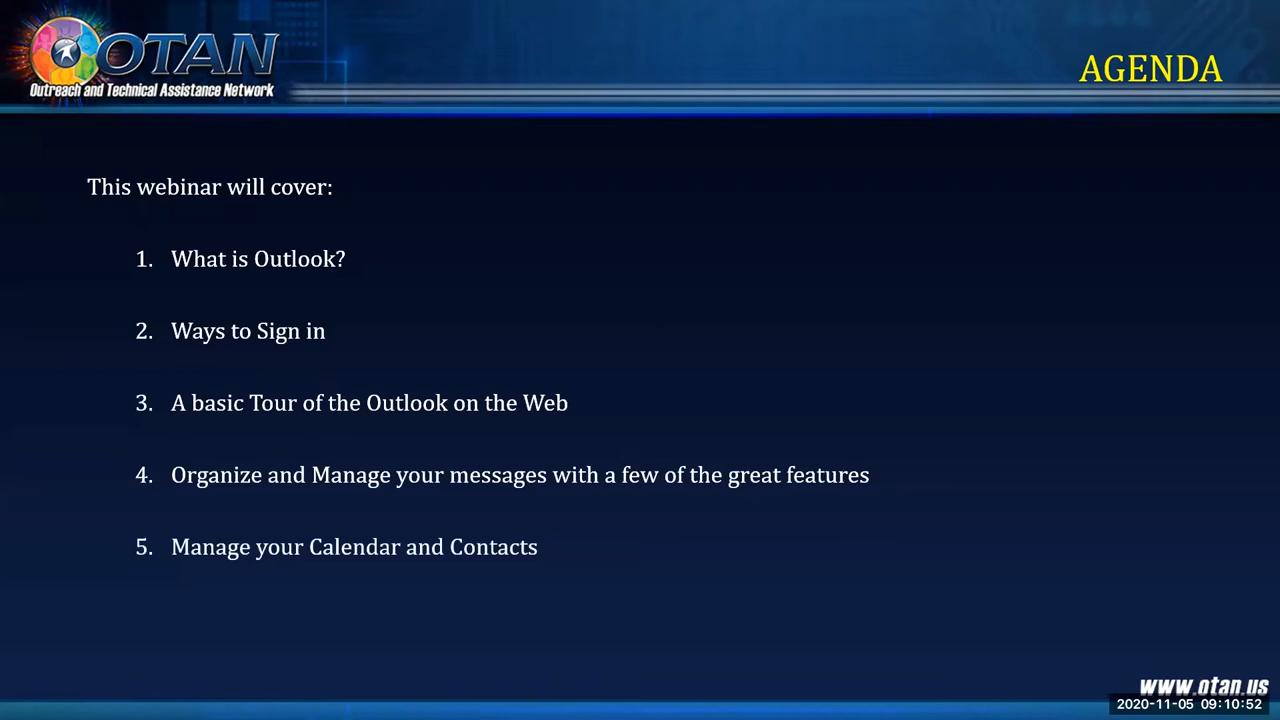 OTAN
Outreach and Technical Assistance Network
AGENDA
This webinar will cover:
1. What is Outlook?
2. Ways to Sign in
3. A basic Tour of the Outlook on the Web
4. Organize and Manage your messages with a few of the great features
5. Manage your Calendar and Contacts
www.otan.us
2020-11-05 09:10:52